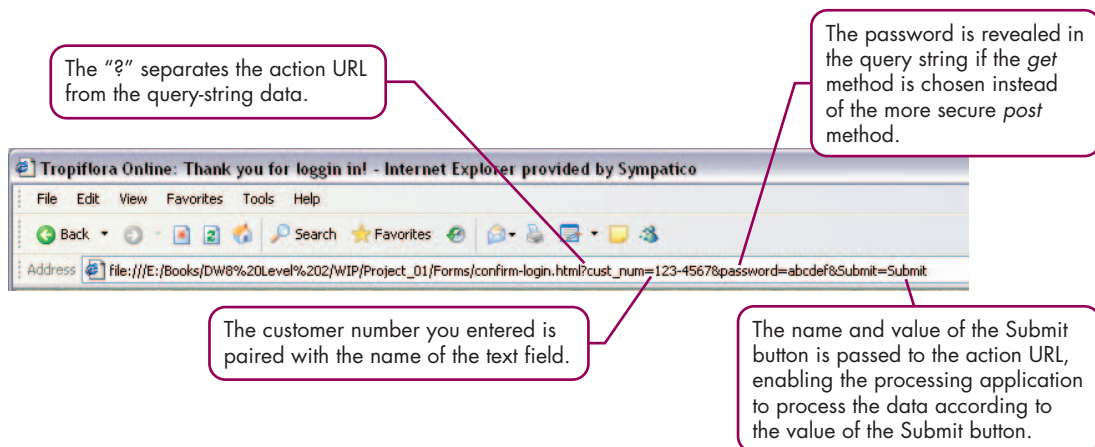 The "?" separates the action URL
from the query-string data.
The password is revealed in
the query string if the get
method is chosen instead
of the more secure post
method.
Tropiflora Online: Thank you for loggin in! - Internet Explorer provided by Sympatico
File Edit View Favorites Tools Help
Back Search Favorites
Address file:///E:/Books/DW8%20Level%202/WIP/Project_01/Forms/confirm-login.html?cust_num=123-4567&password=abcdef&Submit=Submit
The customer number you entered is
paired with the name of the text field.
The name and value of the Submit
button is passed to the action URL,
enabling the processing application
to process the data according to
the value of the Submit button.